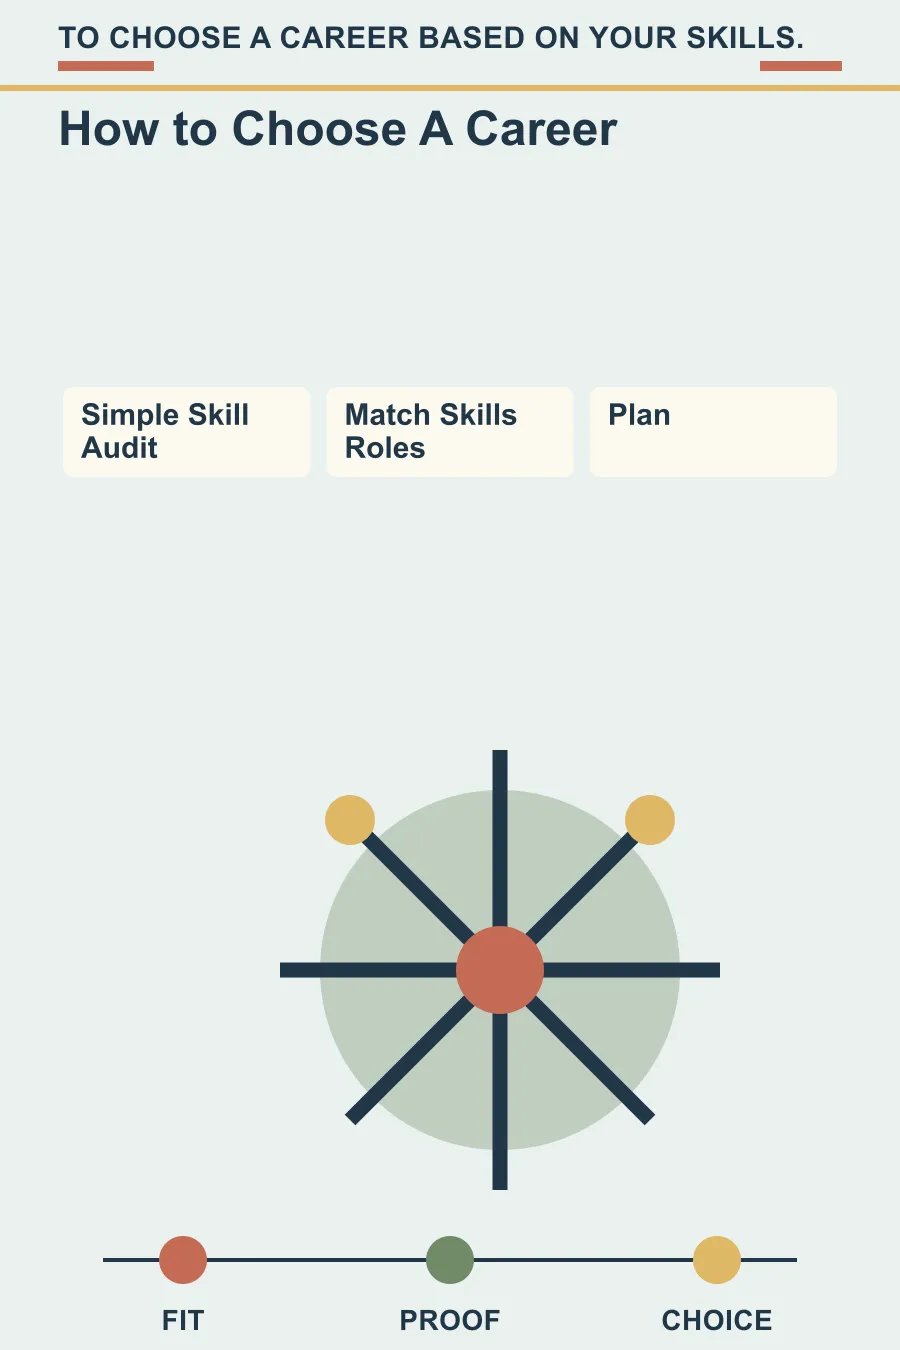 TO CHOOSE A CAREER BASED ON YOUR SKILLS.
How to Choose A Career
Simple Skill
Audit
Match Skills
Roles
Plan
FIT
PROOF
CHOICE